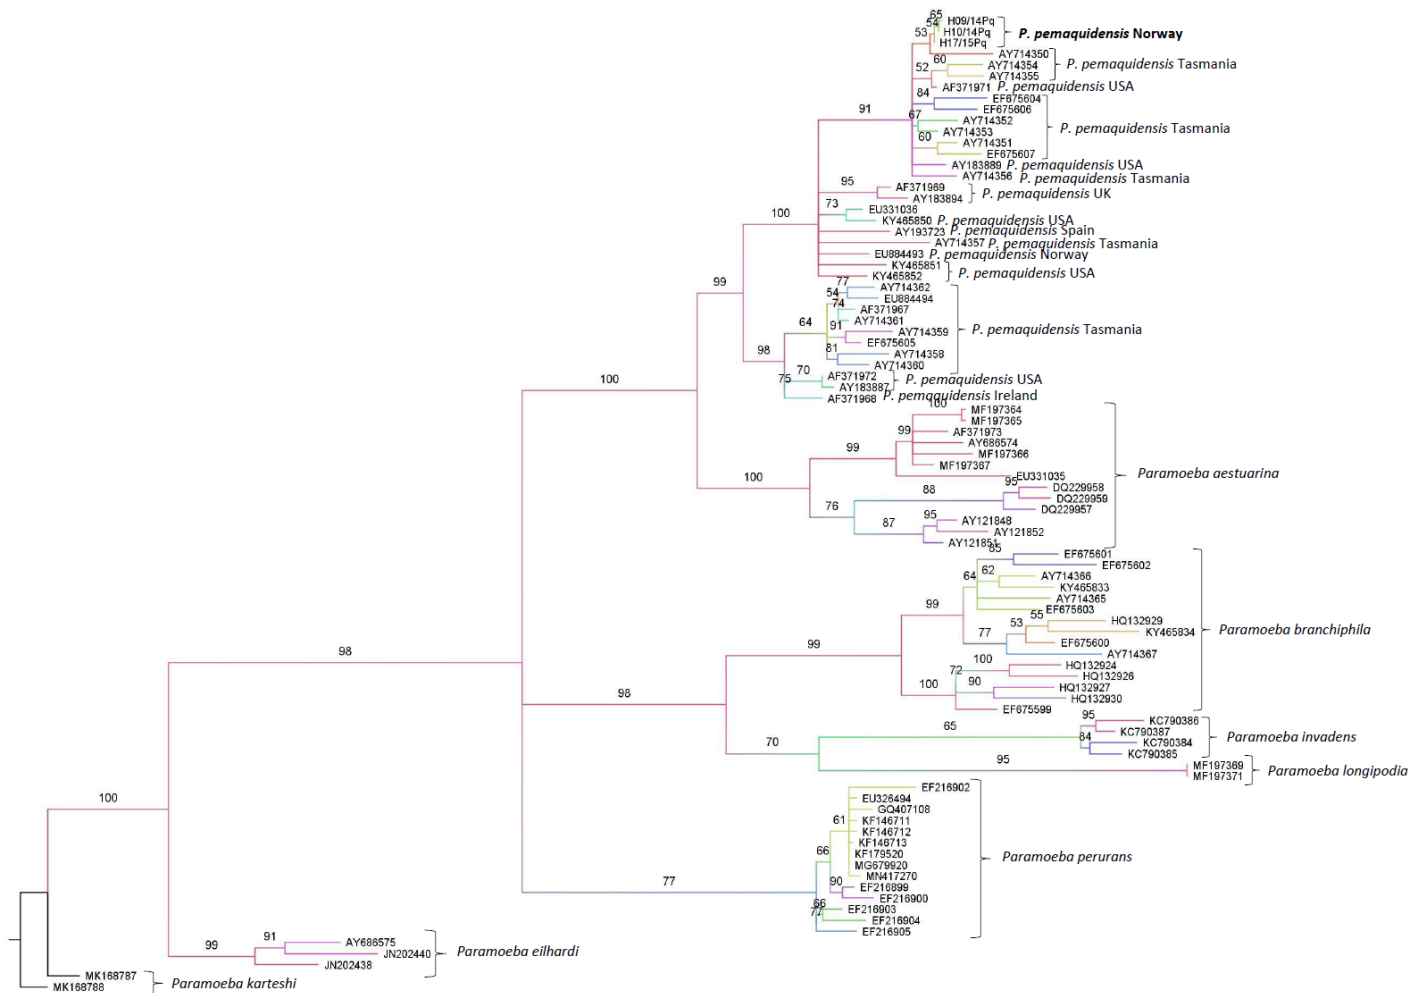 65
H09/14Pq
54
53
H10/14Pq
P. pemaquidensis Norway
H17/15Pq
AY714350
60
AY714354
P. pemaquidensis Tasmania
52
AY714355
AF371971 P. pemaquidensis USA
84
EF675604
91
EF675606
67
AY714352
P. pemaquidensis Tasmania
AY714353
60
AY714351
EF675607
AY183889 P. pemaquidensis USA
AY714356 P. pemaquidensis Tasmania
95
AF371969
P. pemaquidensis UK
AY183894
73
EU331036
100
KY465850 P. pemaquidensis USA
AY193723 P. pemaquidensis Spain
AY714357 P. pemaquidensis Tasmania
EU884493 P. pemaquidensis Norway
KY465851
P. pemaquidensis USA
KY465852
99
77
AY714362
54
EU884494
74
AF371967
AY714361
64
91
AY714359
P. pemaquidensis Tasmania
EF675605
98
81
AY714358
AY714360
70
AF371972
75
P. pemaquidensis USA
100
AY183887
AF371968 P. pemaquidensis Ireland
100
MF197364
MF197365
99
AF371973
AY686574
99
MF197366
MF197367
Paramoeba aestuarina
100
EU331035
95
DQ229958
88
DQ229959
76
DQ229957
95
AY121848
87
AY121852
AY121851
85
EF675601
EF675602
62
64
AY714366
KY465833
AY714365
99
EF675603
55
HQ132929
53
KY465834
Paramoeba branchiphila
77
EF675600
99
AY714367
100
HQ132924
72
HQ132926
100
90
HQ132927
HQ132930
EF675599
98
98
95
KC790386
65
KC790387
Paramoeba invadens
84
KC790384
70
KC790385
95
MF197369
Paramoeba longipodia
MF197371
100
EF216902
EU326494
GQ407108
61
KF146711
KF146712
KF146713
66
KF179520
Paramoeba perurans
MG679920
MN417270
77
90
EF216899
EF216900
66
77
EF216903
EF216904
EF216905
91
AY686575
99
JN202440
Paramoeba eilhardi
JN202438
MK168787
Paramoeba karteshi
MK168788